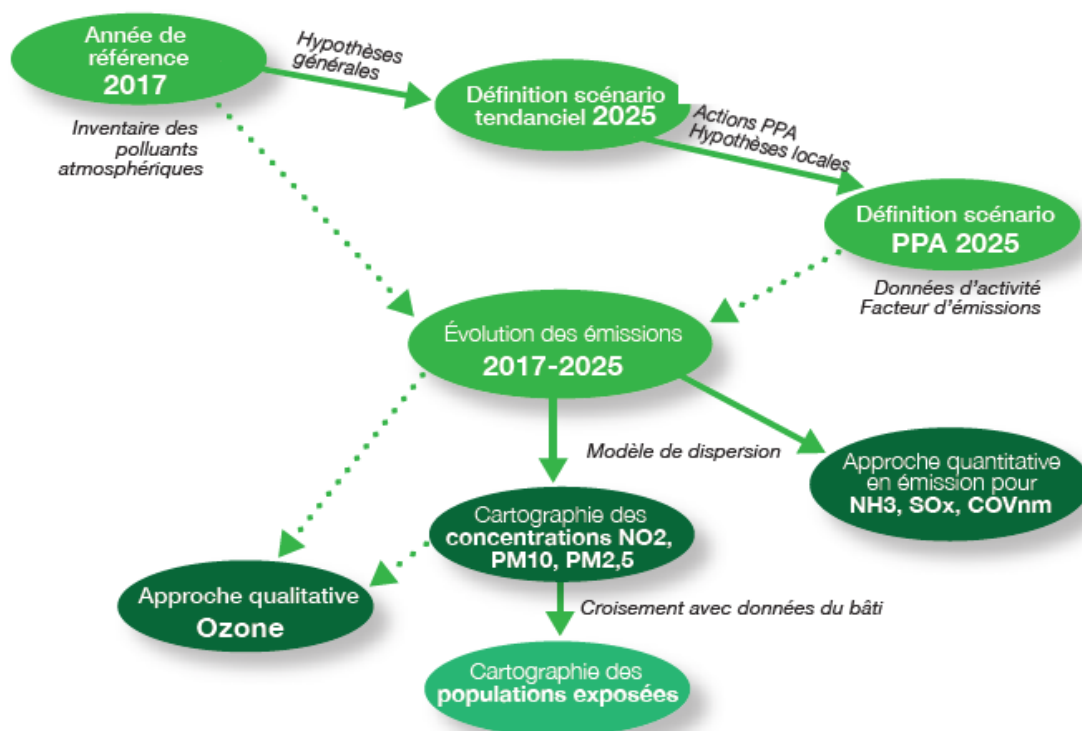 Année de
référence
2017
Hypothèses
générales
Inventaire des
polluants
atmosphériques
Définition scénario
tendanciel 2025
Actions PPA
Hypothèses locales
Définition scénario
PPA 2025
Données d'activité
Facteur d'émissions
Évolution des émissions
2017-2025
Modèle de dispersion
Approche quantitative
en émission pour
NH3, SOx, COVnm
Cartographie des
concentrations NO2,
PM10, PM2,5
Approche qualitative
Ozone
Croisement avec données du bâti
Cartographie des
populations exposées